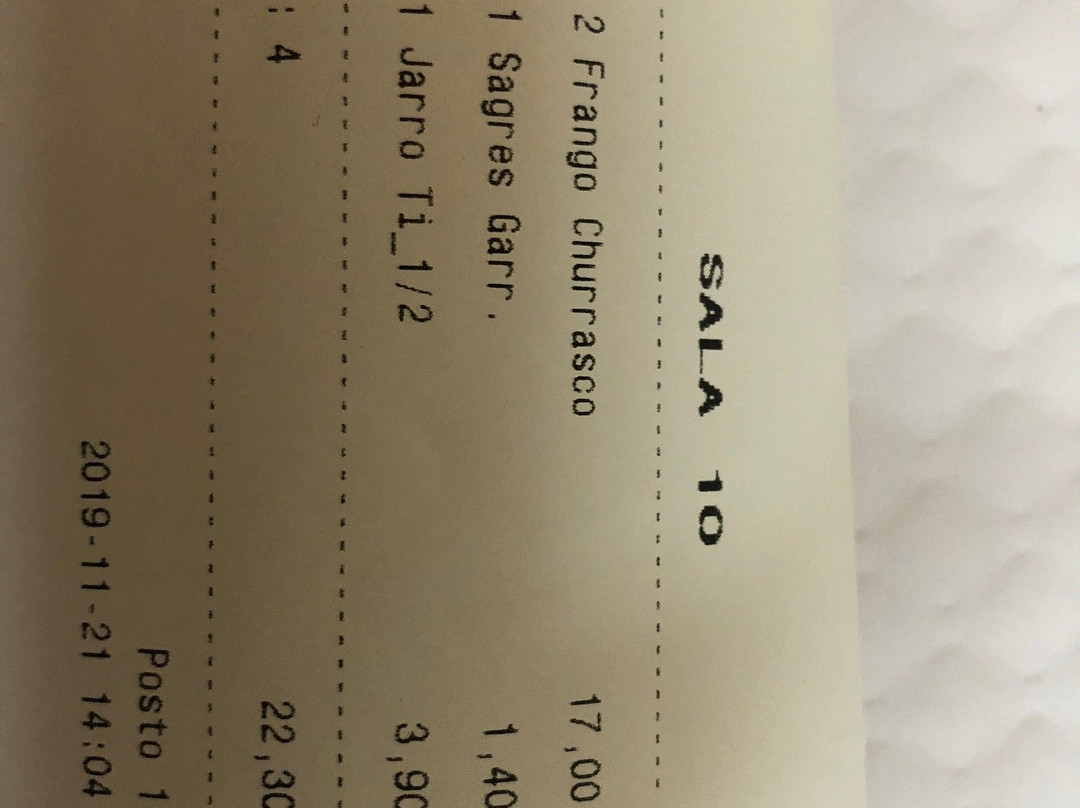 SALA 10
2 Frango Churrasco 17,00
1 Sagres Garr. 1,40
1 Jarro Ti_1/2 3,90
: 4 22,30
Posto 1
2019-11-21 14:04